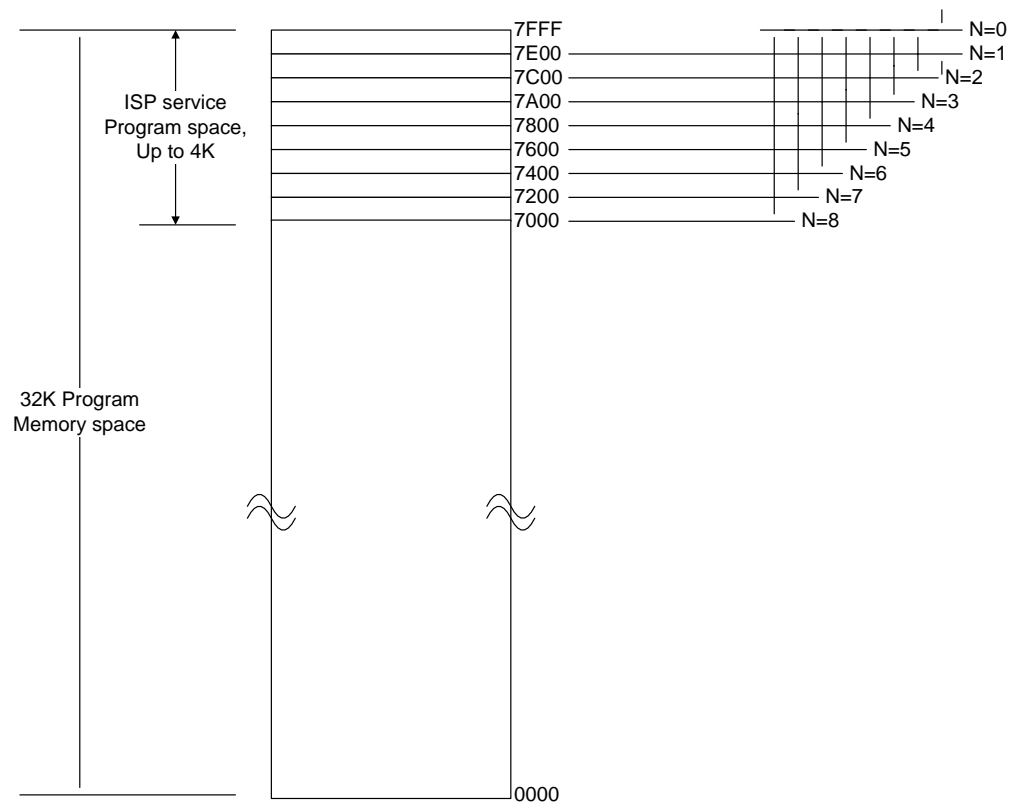 7FFF
N=0
7E00
N=1
7C00
N=2
7A00
N=3
7800
N=4
7600
N=5
7400
N=6
7200
N=7
7000
N=8
ISP service
Program space,
Up to 4K
32K Program
Memory space
0000